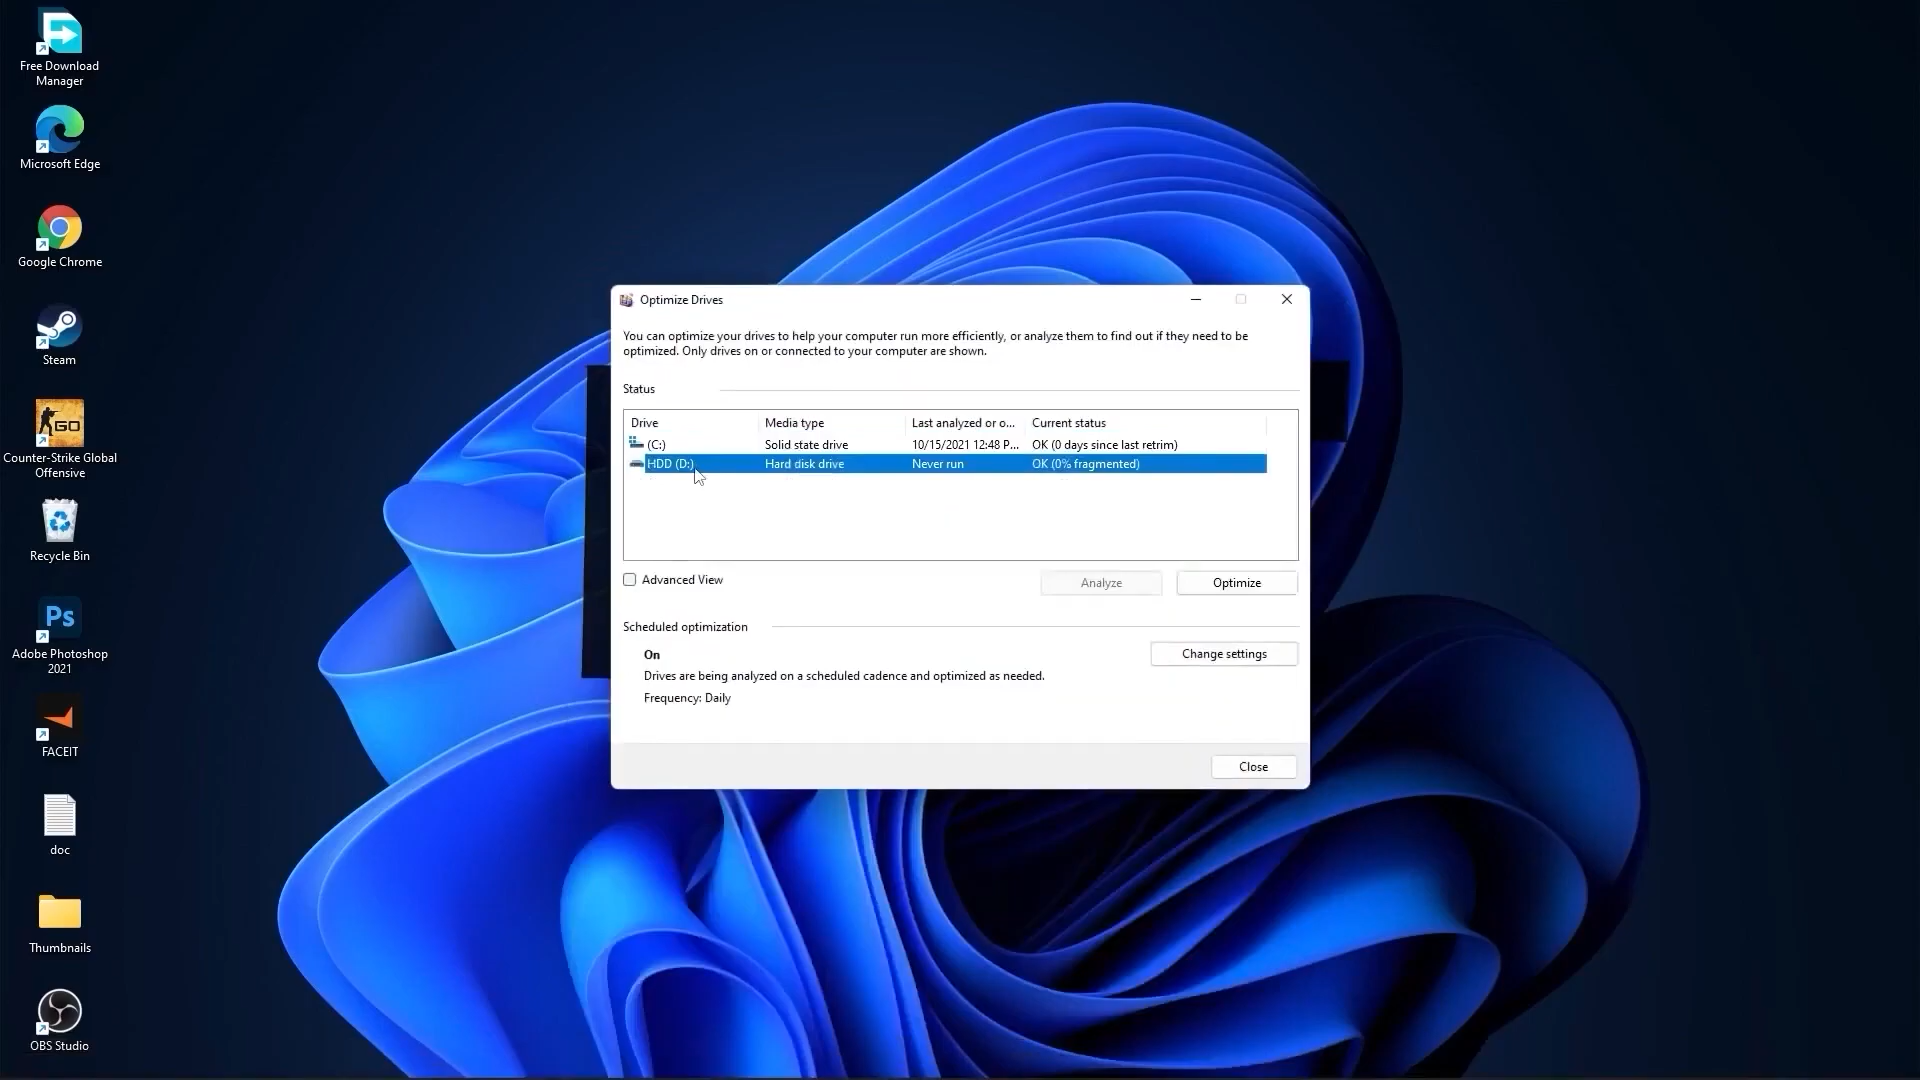 Free Download
Manager
Microsoft Edge
Google Chrome
Steam
GO
Counter-Strike Global
Offensive
Recycle Bin
Ps
Adobe Photoshop
2021
FACEIT
doc
Thumbnails
OBS Studio
Optimize Drives
You can optimize your drives to help your computer run more efficiently, or analyze them to find out if they need to be
optimized. Only drives on or connected to your computer are shown.
Status
Drive Media type Last analyzed or o... Current status
(C:) Solid state drive 10/15/2021 12:48 P... OK (0 days since last retrim)
HDD (D:) Hard disk drive Never run OK (0% fragmented)
Advanced View Analyze Optimize
Scheduled optimization
On Change settings
Drives are being analyzed on a scheduled cadence and optimized as needed.
Frequency: Daily
Close